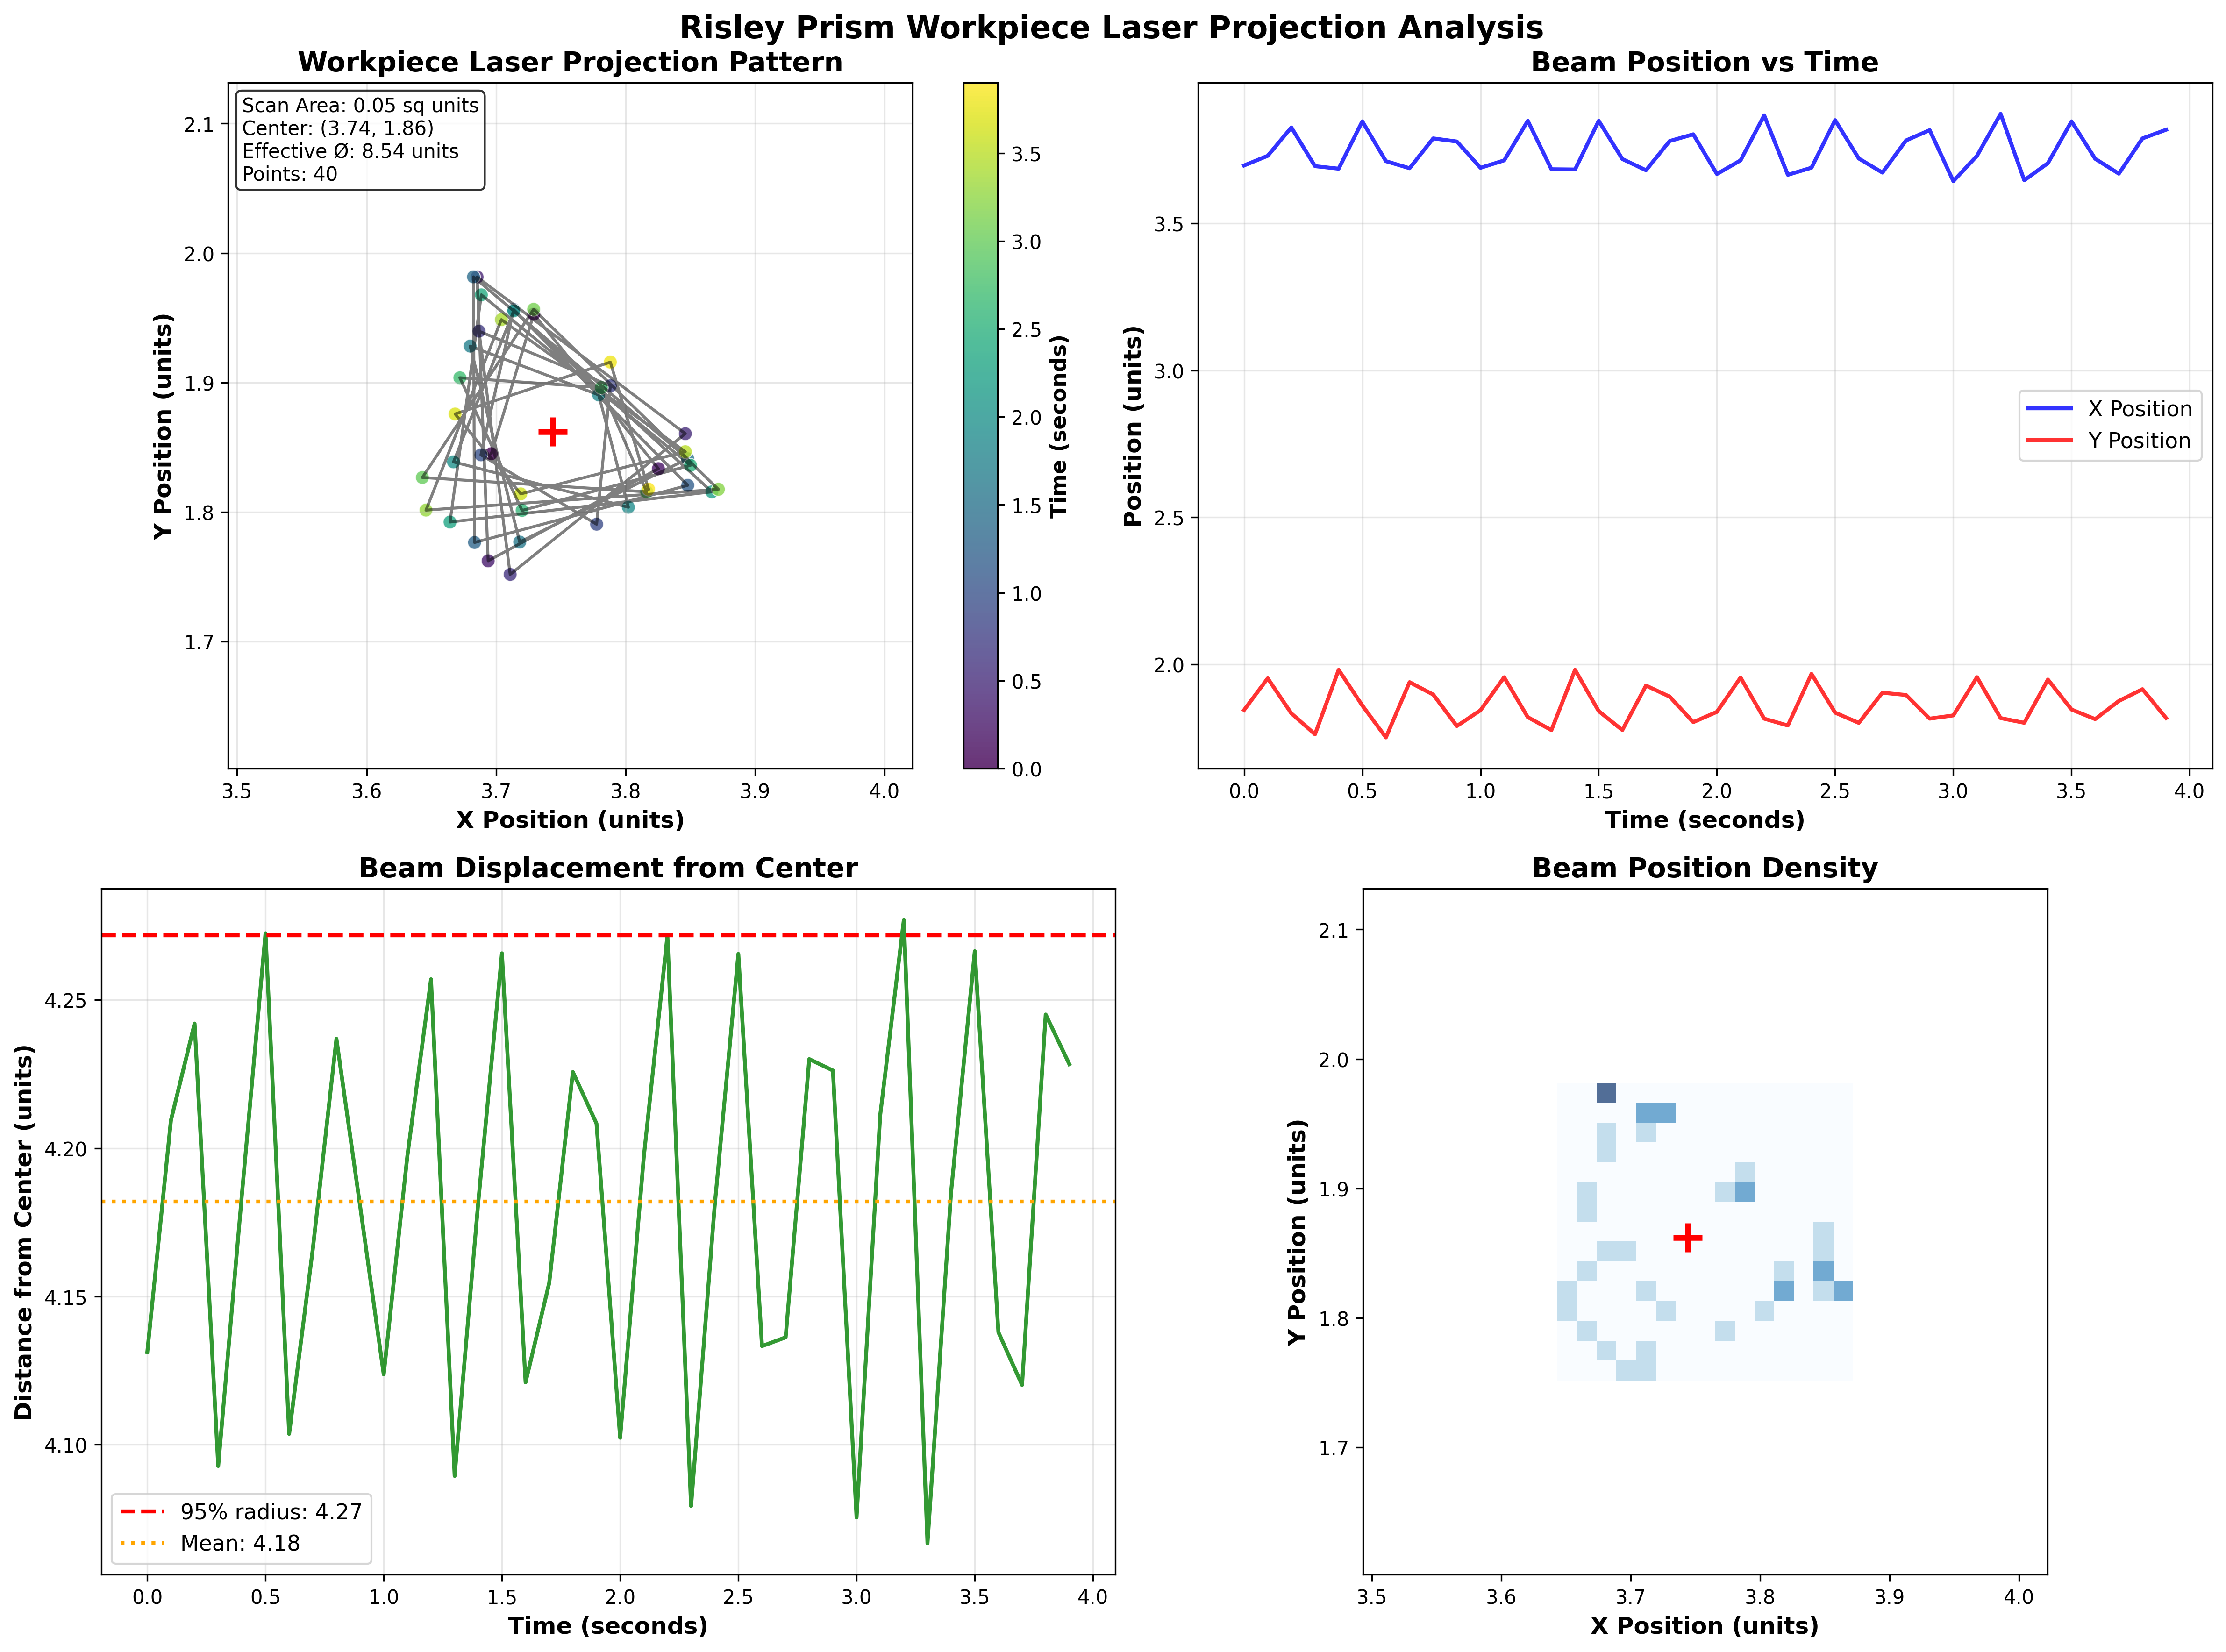 Risley Prism Workpiece Laser Projection Analysis
Workpiece Laser Projection Pattern
Scan Area: 0.05 sq units
Center: (3.74, 1.86)
Effective Ø: 8.54 units
Points: 40
2.1
2.0
1.9
1.8
1.7
Y Position (units)
3.5
3.6
3.7
3.8
3.9
4.0
X Position (units)
3.5
3.0
2.5
2.0
1.5
1.0
0.5
0.0
Time (seconds)
Beam Position vs Time
3.5
3.0
2.5
2.0
Position (units)
X Position
Y Position
0.0
0.5
1.0
1.5
2.0
2.5
3.0
3.5
4.0
Time (seconds)
Beam Displacement from Center
4.25
4.20
4.15
4.10
Distance from Center (units)
95% radius: 4.27
Mean: 4.18
0.0
0.5
1.0
1.5
2.0
2.5
3.0
3.5
4.0
Time (seconds)
Beam Position Density
2.1
2.0
1.9
1.8
1.7
Y Position (units)
3.5
3.6
3.7
3.8
3.9
4.0
X Position (units)